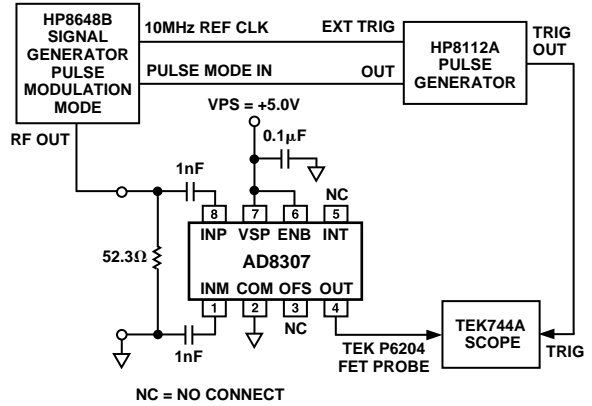 HP8648B
SIGNAL
GENERATOR
PULSE
MODULATION
MODE
10MHz REF CLK
EXT TRIG
PULSE MODE IN
OUT
HP8112A
PULSE
GENERATOR
TRIG
OUT
RF OUT
VPS = +5.0V
0.1µF
1nF
NC
8
7
6
5
INP
VSP
ENB
INT
52.3Ω
AD8307
INM
COM
OFS
OUT
1
2
3
4
NC
1nF
TEK P6204
FET PROBE
TEK744A
SCOPE
TRIG
NC = NO CONNECT